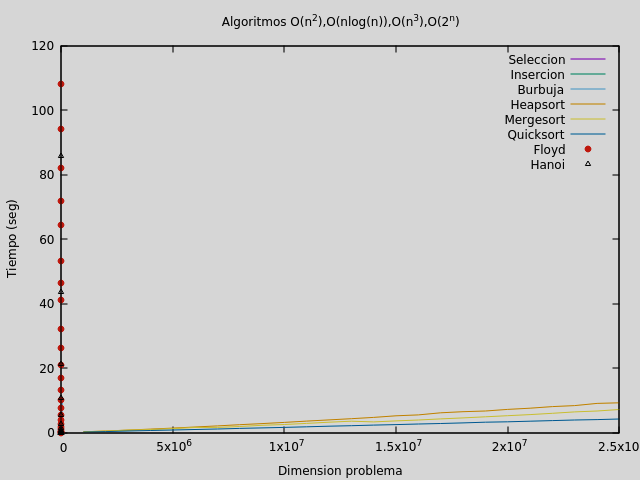 Algoritmos O(n²),O(nlog(n)),O(n³),O(2ⁿ)
120
100
80
60
40
20
0
Tiempo (seg)
Seleccion
Insercion
Burbuja
Heapsort
Mergesort
Quicksort
Floyd
Hanoi
0 5x10⁶ 1x10⁷ 1.5x10⁷ 2x10⁷ 2.5x10
Dimension problema